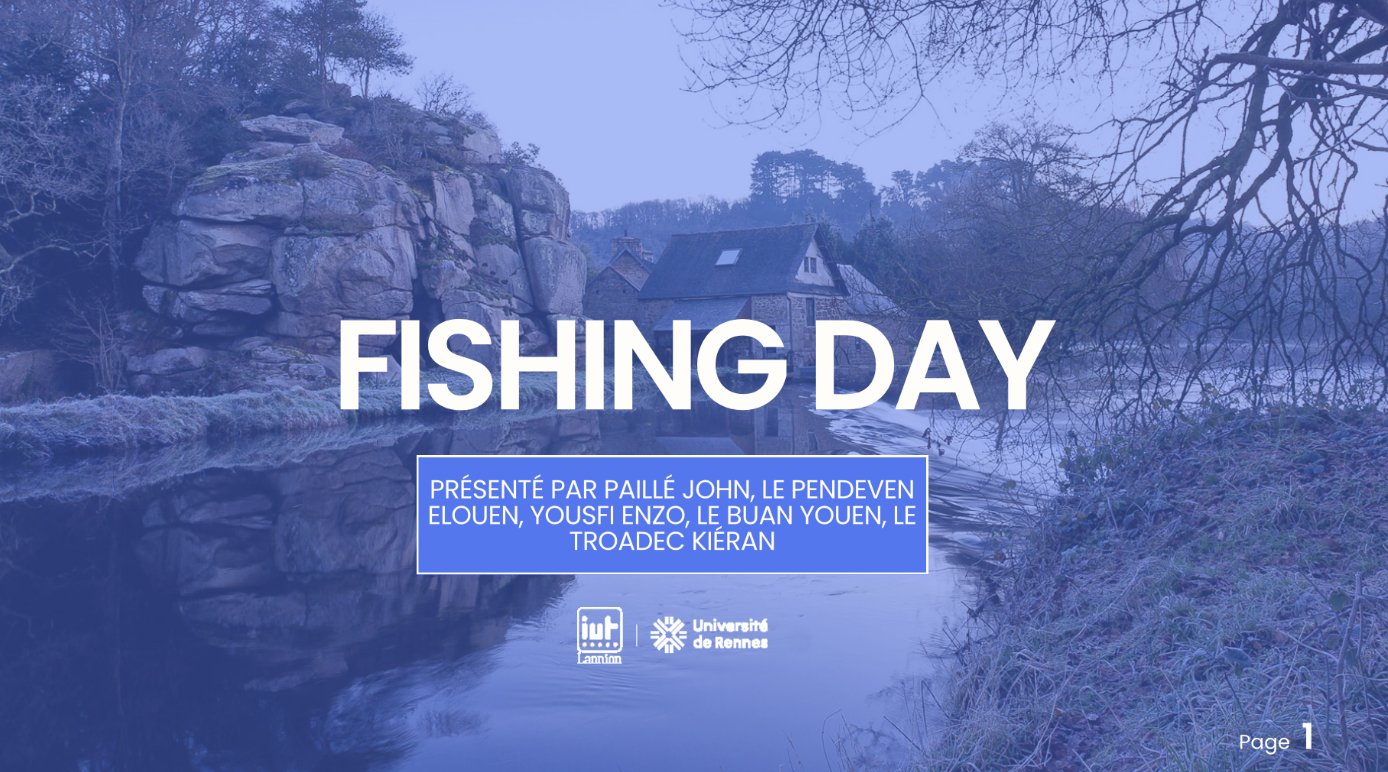 FISHING DAY
PRÉSENTÉ PAR PAILLÉ JOHN, LE PENDEVEN
ELOUEN, YOUSFI ENZO, LE BUAN YOUEN, LE
TROADEC KIÉRAN
iut
Lannion
Université
de Rennes
Page 1